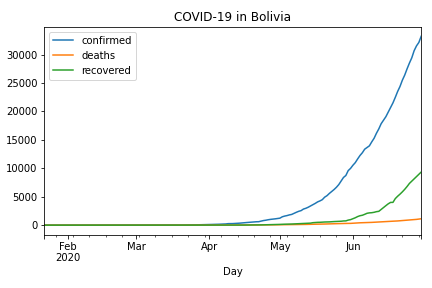 COVID-19 in Bolivia
confirmed
deaths
recovered
30000
25000
20000
15000
10000
5000
0
Feb Mar Apr May Jun
2020
Day